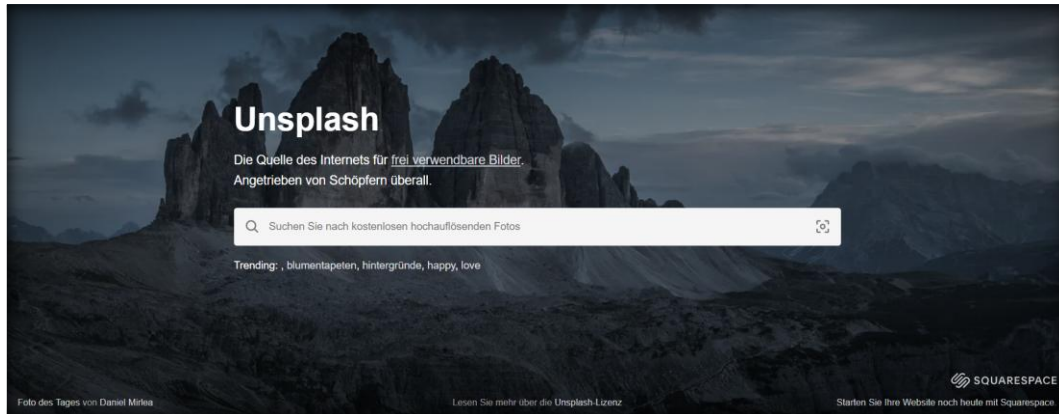 Unsplash
Die Quelle des Internets für frei verwendbare Bilder.
Angetrieben von Schöpfern überall.
Suchen Sie nach kostenlosen hochauflösenden Fotos
Trending: , blumentapeten, hintergründe, happy, love
SQUARESPACE
Foto des Tages von Daniel Mirlea
Lesen Sie mehr über die Unsplash-Lizenz
Starten Sie Ihre Website noch heute mit Squarespace